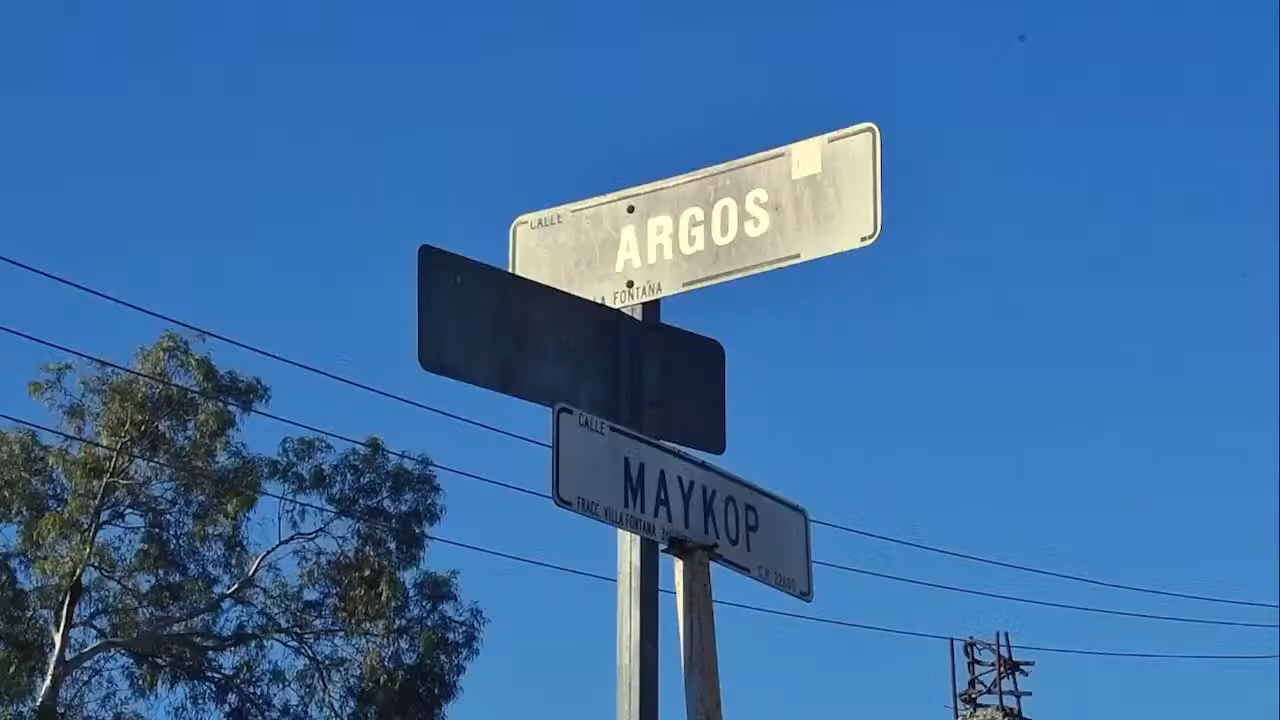 CALLE
ARGOS
LA FONTANA
CALLE
MAYKOP
FRACC. VILLA FONTANA
C.P. 22680